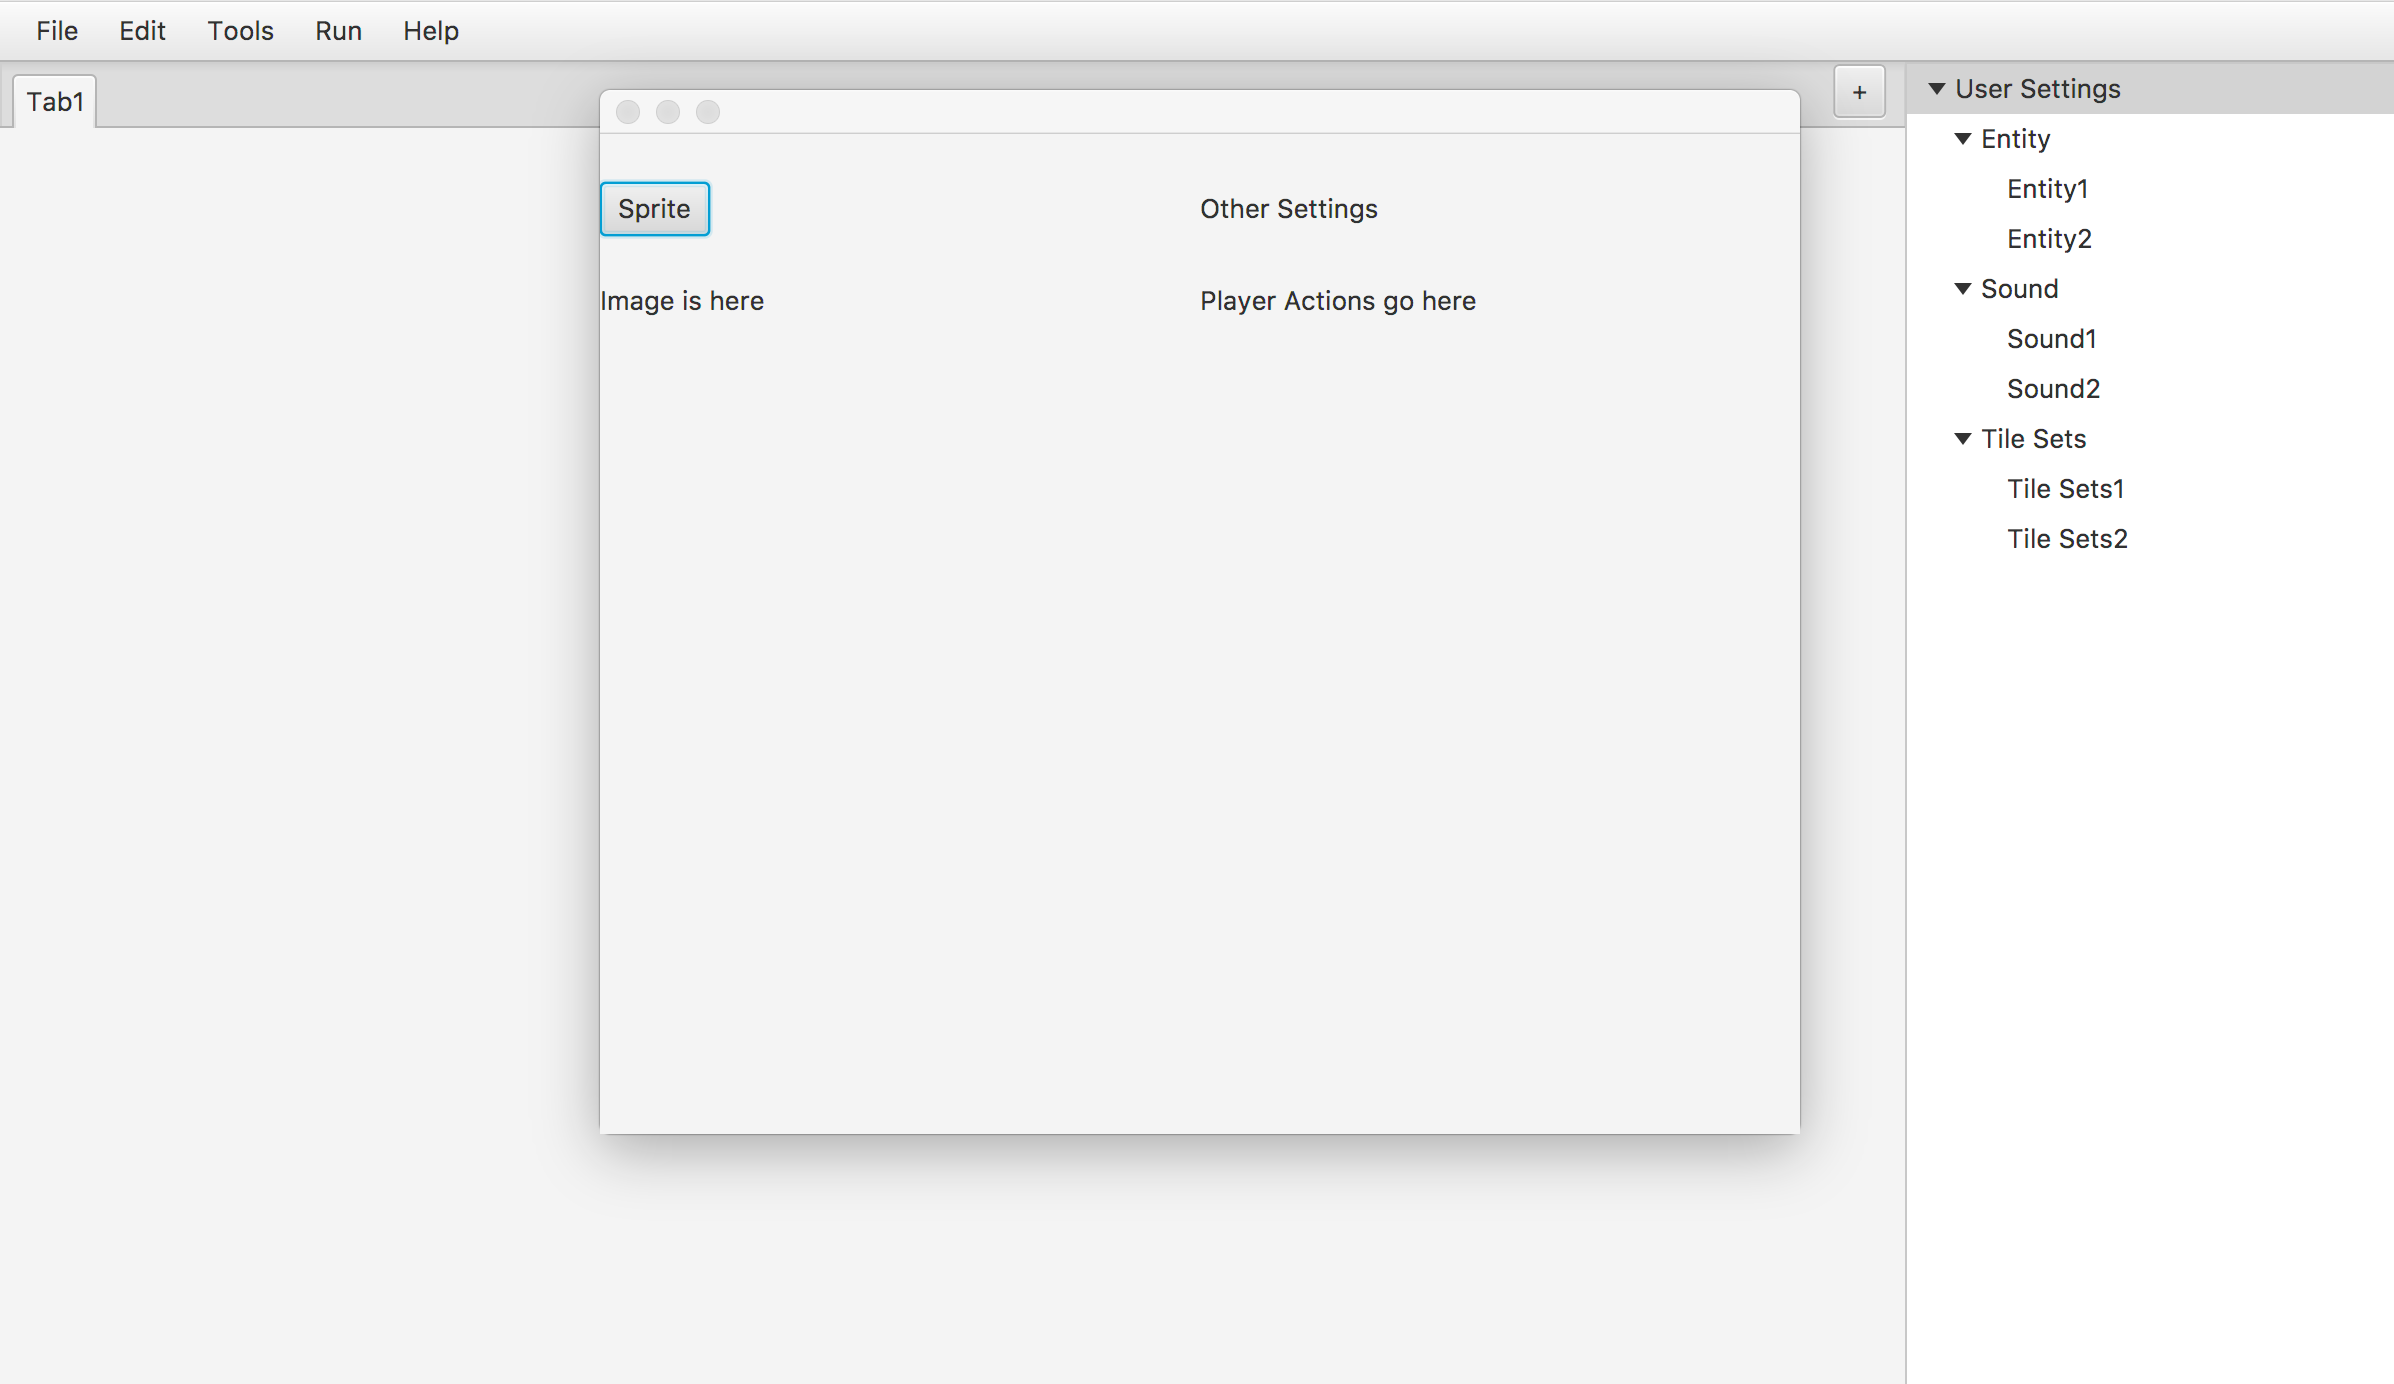 File Edit Tools Run Help
Tab1
+
Sprite
Other Settings
Image is here
Player Actions go here
User Settings
Entity
Entity1
Entity2
Sound
Sound1
Sound2
Tile Sets
Tile Sets1
Tile Sets2